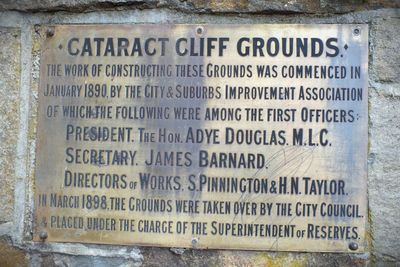 · CATARACT CLIFF GROUNDS. ·
THE WORK OF CONSTRUCTING THESE GROUNDS WAS COMMENCED IN
JANUARY 1890, BY THE CITY & SUBURBS IMPROVEMENT ASSOCIATION
OF WHICH THE FOLLOWING WERE AMONG THE FIRST OFFICERS:
PRESIDENT. THE HON. ADYE DOUGLAS. M.L.C.
SECRETARY. JAMES BARNARD.
DIRECTORS OF WORKS. S. PINNINGTON & H.N. TAYLOR.
IN MARCH 1898, THE GROUNDS WERE TAKEN OVER BY THE CITY COUNCIL.
& PLACED UNDER THE CHARGE OF THE SUPERINTENDENT OF RESERVES.